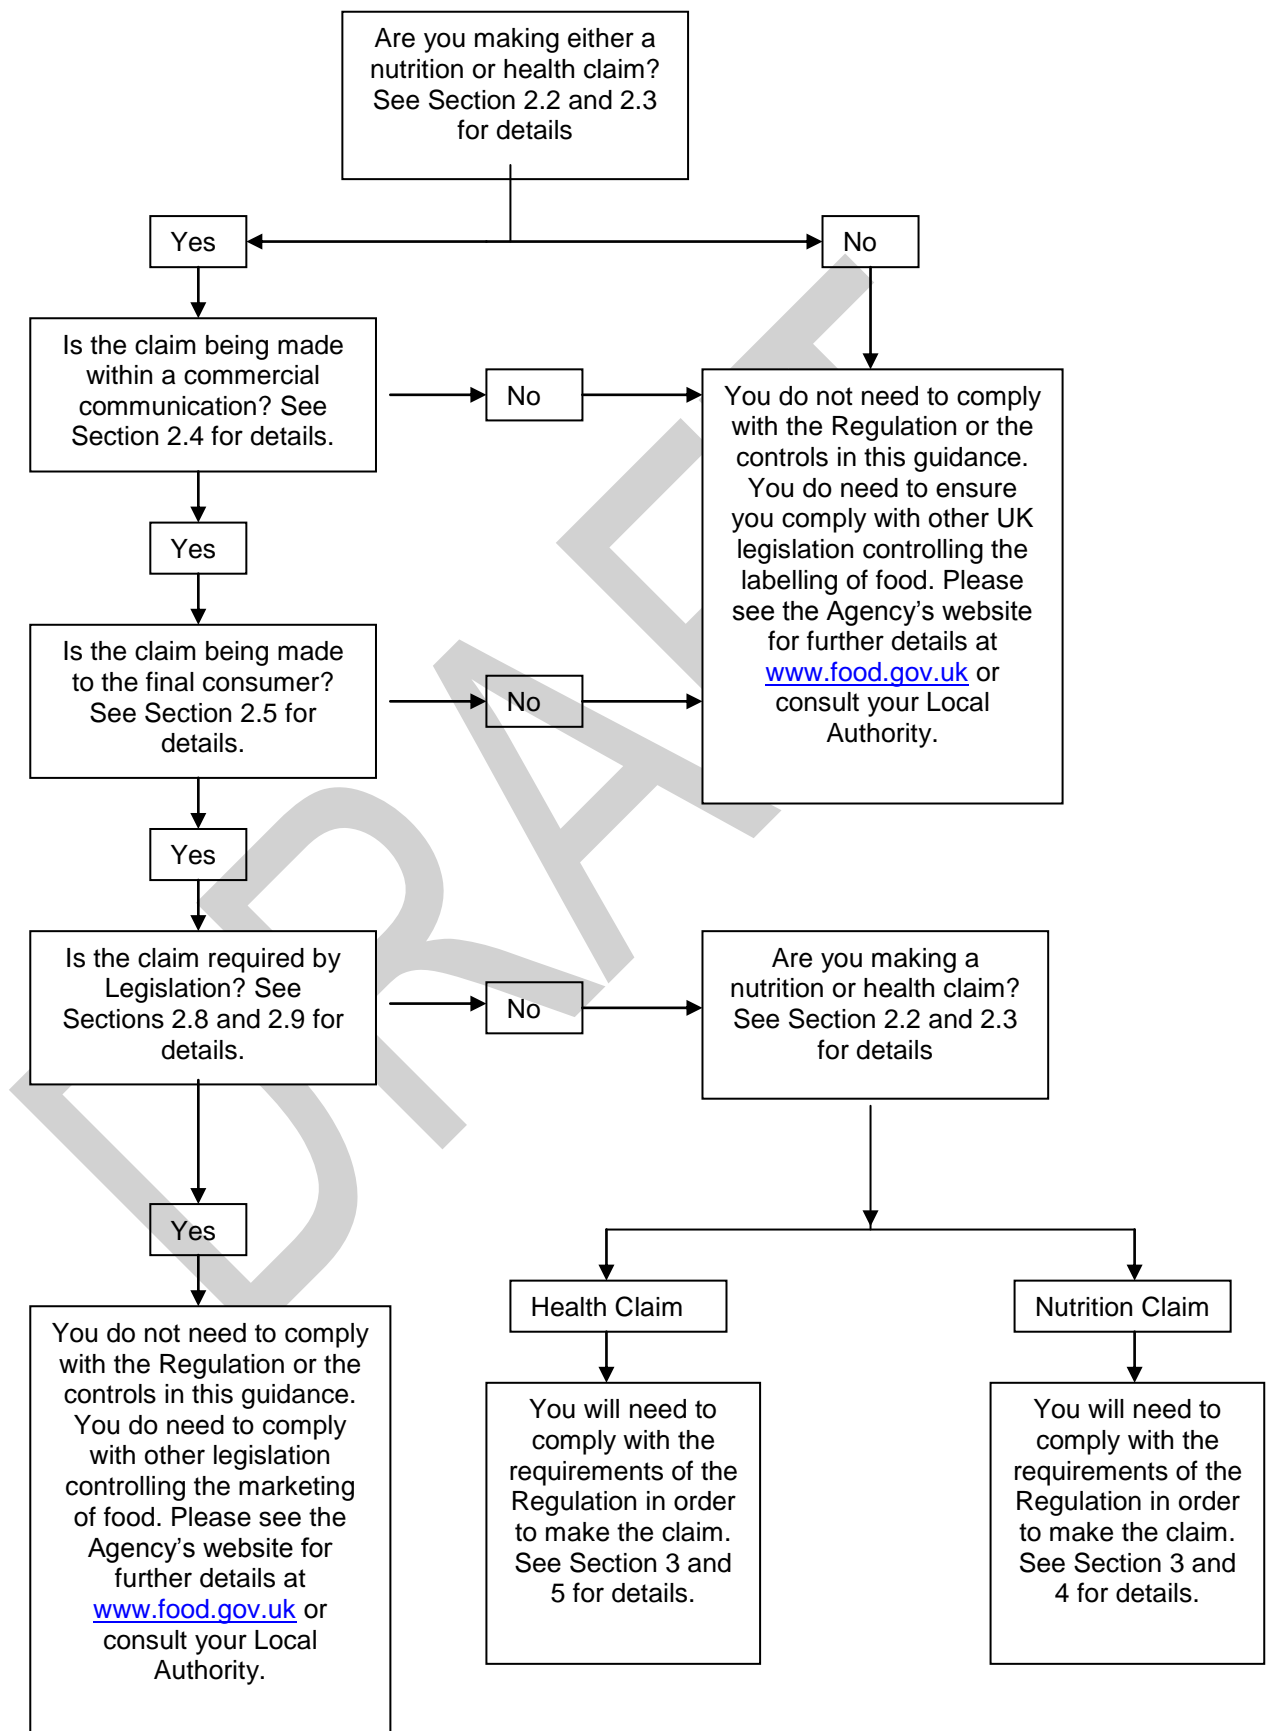 Are you making either a
nutrition or health claim?
See Section 2.2 and 2.3
for details
Yes
No
Is the claim being made
within a commercial
communication? See
Section 2.4 for details.
No
You do not need to comply
with the Regulation or the
controls in this guidance.
You do need to ensure
you comply with other UK
legislation controlling the
labelling of food. Please
see the Agency's website
for further details at
www.food.gov.uk or
consult your Local
Authority.
Yes
Is the claim being made
to the final consumer?
See Section 2.5 for
details.
No
Yes
Is the claim required by
Legislation? See
Sections 2.8 and 2.9 for
details.
No
Are you making a
nutrition or health claim?
See Section 2.2 and 2.3
for details
Yes
Health Claim
Nutrition Claim
You do not need to comply
with the Regulation or the
controls in this guidance.
You do need to comply
with other legislation
controlling the marketing
of food. Please see the
Agency's website for
further details at
www.food.gov.uk or
consult your Local
Authority.
You will need to
comply with the
requirements of the
Regulation in order
to make the claim.
See Section 3 and
5 for details.
You will need to
comply with the
requirements of the
Regulation in order
to make the claim.
See Section 3 and
4 for details.
DRAFT